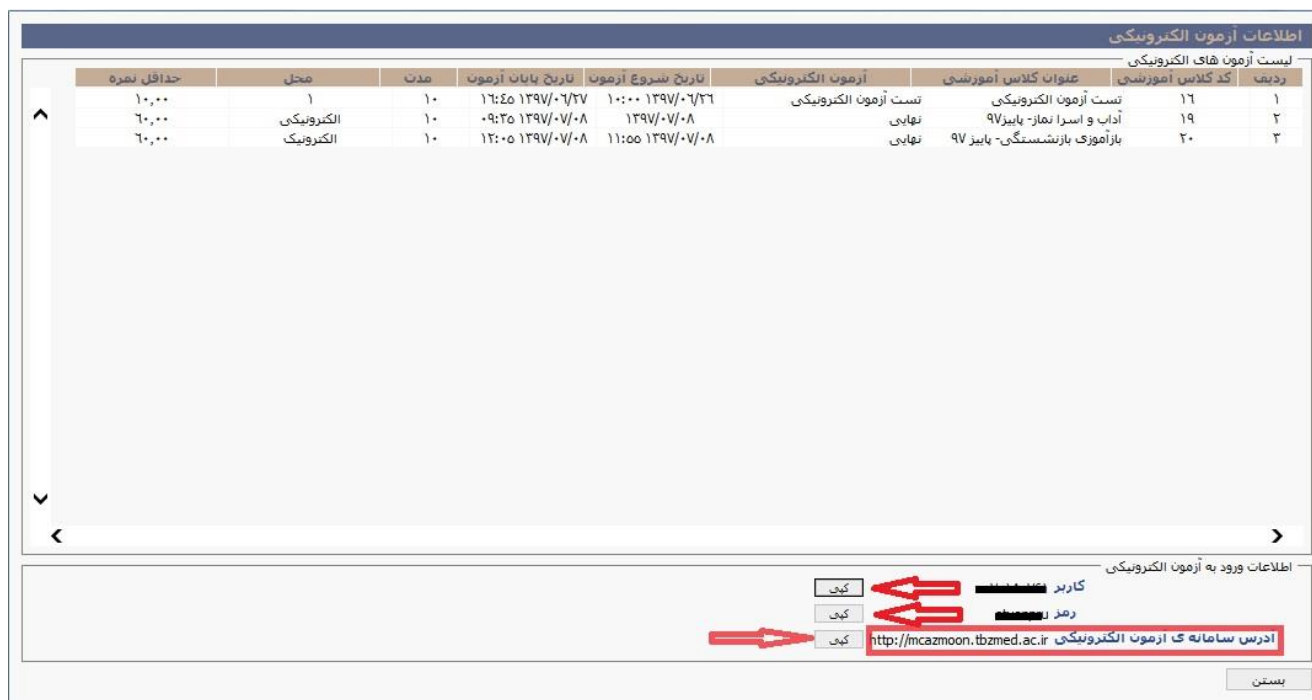 اطلاعات آزمون الکترونیکی
لیست آزمون های الکترونیکی
ردیف کد کلاس آموزشی عنوان کلاس آموزشی آزمون الکترونیکی تاریخ شروع آزمون تاریخ پایان آزمون مدت محل حداقل نمره
۱ ۱۶ تست آزمون الکترونیکی تست آزمون الکترونیکی ۱۳۹۷/۰۶/۲۶ ۱۰:۰۰ ۱۳۹۷/۰۶/۲۷ ۱۶:٤٥ ۱۰ ۱ ۱۰,۰۰
۲ ۱۹ آداب و اسرا نماز- پاییز۹۷ نهایی ۱۳۹۷/۰۷/۰۸ ۱۳۹۷/۰۷/۰۸ ۰۹:۳٥ ۱۰ الکترونیکی ۶۰,۰۰
۳ ۲۰ بازآموزی بازنشستگی- پاییز ۹۷ نهایی ۱۳۹۷/۰۷/۰۸ ۱۱:٥٥ ۱۳۹۷/۰۷/۰۸ ۱۲:۰٥ ۱۰ الکترونیک ۶۰,۰۰
اطلاعات ورود به آزمون الکترونیکی
کاربر کپی
رمز کپی
آدرس سامانه ی آزمون الکترونیکی http://mcazmoon.tbzmed.ac.ir کپی
بستن